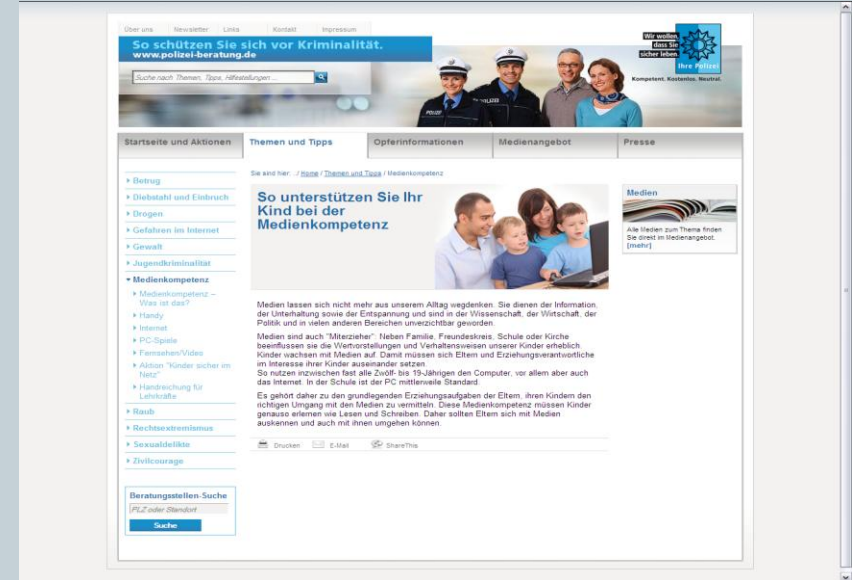 Über uns Newsletter Links Kontakt Impressum
So schützen Sie sich vor Kriminalität.
www.polizei-beratung.de
Suche nach Themen, Tipps, Hilfestellungen ...
POLIZEI
Wir wollen,
dass Sie
sicher leben.
Ihre Polizei
Kompetent. Kostenlos. Neutral.
Startseite und Aktionen Themen und Tipps Opferinformationen Medienangebot Presse
Sie sind hier: ../ Home / Themen und Tipps / Medienkompetenz
Betrug
Diebstahl und Einbruch
Drogen
Gefahren im Internet
Gewalt
Jugendkriminalität
Medienkompetenz
Medienkompetenz –
Was ist das?
Handy
Internet
PC-Spiele
Fernsehen/Video
Aktion "Kinder sicher im
Netz"
Handreichung für
Lehrkräfte
Raub
Rechtsextremismus
Sexualdelikte
Zivilcourage
Beratungsstellen-Suche
PLZ oder Standort
Suche
So unterstützen Sie Ihr
Kind bei der
Medienkompetenz
Medien lassen sich nicht mehr aus unserem Alltag wegdenken. Sie dienen der Information,
der Unterhaltung sowie der Entspannung und sind in der Wissenschaft, der Wirtschaft, der
Politik und in vielen anderen Bereichen unverzichtbar geworden.
Medien sind auch "Miterzieher": Neben Familie, Freundeskreis, Schule oder Kirche
beeinflussen sie die Wertvorstellungen und Verhaltensweisen unserer Kinder erheblich.
Kinder wachsen mit Medien auf. Damit müssen sich Eltern und Erziehungsverantwortliche
im Interesse ihrer Kinder auseinander setzen.
So nutzen inzwischen fast alle Zwölf- bis 19-Jährigen den Computer, vor allem aber auch
das Internet. In der Schule ist der PC mittlerweile Standard.
Es gehört daher zu den grundlegenden Erziehungsaufgaben der Eltern, ihren Kindern den
richtigen Umgang mit den Medien zu vermitteln. Diese Medienkompetenz müssen Kinder
genauso erlernen wie Lesen und Schreiben. Daher sollten Eltern sich mit Medien
auskennen und auch mit ihnen umgehen können.
Drucken E-Mail ShareThis
Medien
Alle Medien zum Thema finden
Sie direkt im Medienangebot.
[mehr]